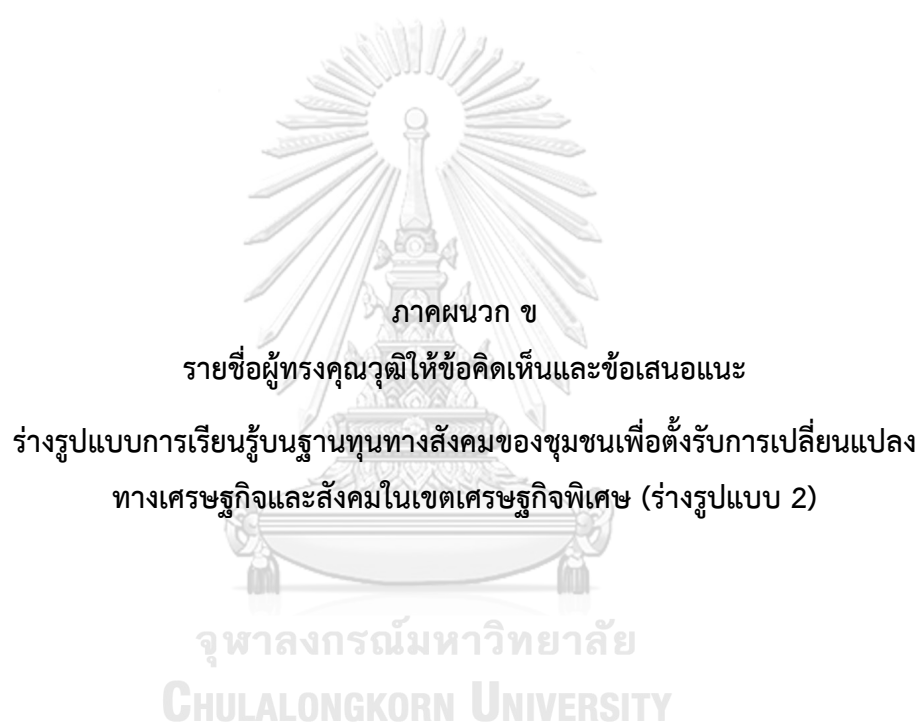 ภาคผนวก ข
รายชื่อผู้ทรงคุณวุฒิให้ข้อคิดเห็นและข้อเสนอแนะ
ร่างรูปแบบการเรียนรู้บนฐานทุนทางสังคมของชุมชนเพื่อตั้งรับการเปลี่ยนแปลง
ทางเศรษฐกิจและสังคมในเขตเศรษฐกิจพิเศษ (ร่างรูปแบบ 2)
จุฬาลงกรณ์มหาวิทยาลัย
CHULALONGKORN UNIVERSITY